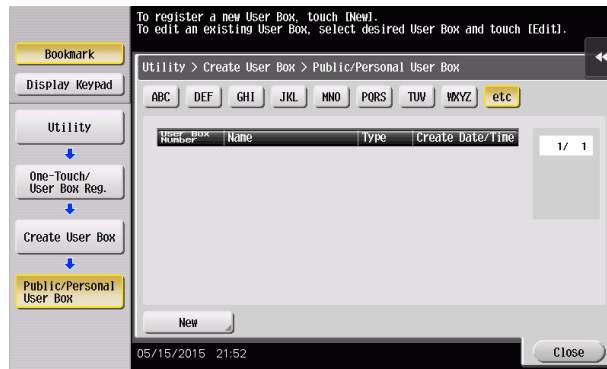 To register a new User Box, touch [New].
To edit an existing User Box, select desired User Box and touch [Edit].
Bookmark
Display Keypad
Utility
One-Touch/
User Box Reg.
Create User Box
Public/Personal
User Box
Utility > Create User Box > Public/Personal User Box
ABC DEF GHI JKL MNO PQRS TUV WXYZ etc
User Box
Number
Name Type Create Date/Time
1/ 1
New
05/15/2015 21:52
Close